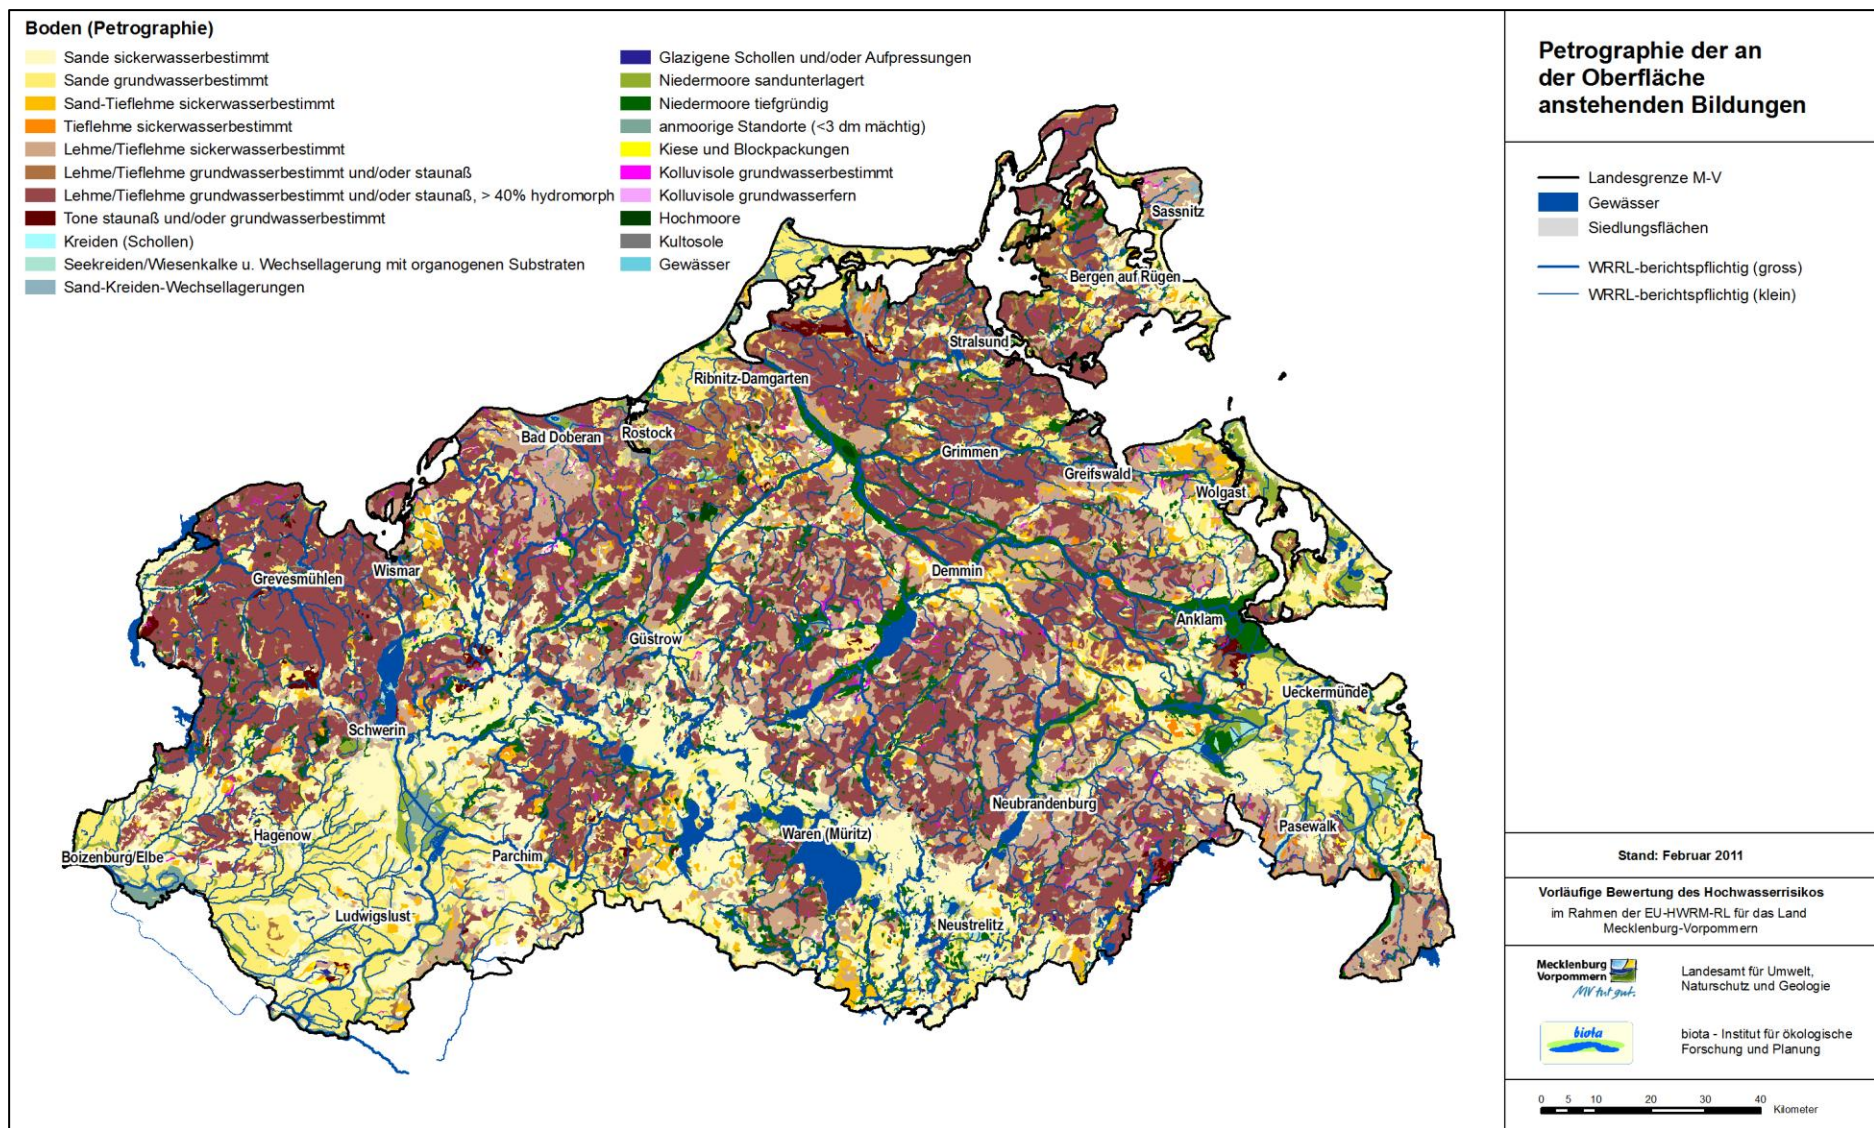 Boden (Petrographie)
Sande sickerwasserbestimmt
Sande grundwasserbestimmt
Sand-Tieflehme sickerwasserbestimmt
Tieflehme sickerwasserbestimmt
Lehme/Tieflehme sickerwasserbestimmt
Lehme/Tieflehme grundwasserbestimmt und/oder staunaß
Lehme/Tieflehme grundwasserbestimmt und/oder staunaß, > 40% hydromorph
Tone staunaß und/oder grundwasserbestimmt
Kreiden (Schollen)
Seekreiden/Wiesenkalke u. Wechsellagerung mit organogenen Substraten
Sand-Kreiden-Wechsellagerungen
Glazigene Schollen und/oder Aufpressungen
Niedermoore sandunterlagert
Niedermoore tiefgründig
anmoorige Standorte (<3 dm mächtig)
Kiese und Blockpackungen
Kolluvisole grundwasserbestimmt
Kolluvisole grundwasserfern
Hochmoore
Kultosole
Gewässer
Sassnitz
Bergen auf Rügen
Stralsund
Ribnitz-Damgarten
Bad Doberan
Rostock
Grimmen
Greifswald
Wolgast
Wismar
Grevesmühlen
Demmin
Anklam
Güstrow
Ueckermünde
Schwerin
Neubrandenburg
Waren (Müritz)
Pasewalk
Hagenow
Boizenburg/Elbe
Parchim
Ludwigslust
Neustrelitz
Petrographie der an
der Oberfläche
anstehenden Bildungen
Landesgrenze M-V
Gewässer
Siedlungsflächen
WRRL-berichtspflichtig (gross)
WRRL-berichtspflichtig (klein)
Stand: Februar 2011
Vorläufige Bewertung des Hochwasserrisikos
im Rahmen der EU-HWRM-RL für das Land
Mecklenburg-Vorpommern
Mecklenburg
Vorpommern
MV tut gut.
Landesamt für Umwelt,
Naturschutz und Geologie
biota
biota - Institut für ökologische
Forschung und Planung
0 5 10 20 30 40
Kilometer